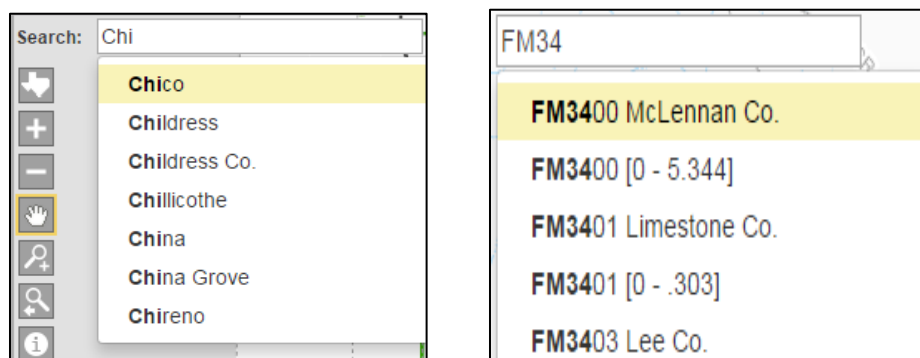 Search: Chi
Chico
Childress
Childress Co.
Chillicothe
China
China Grove
Chireno
FM34
FM3400 McLennan Co.
FM3400 [0 - 5.344]
FM3401 Limestone Co.
FM3401 [0 - .303]
FM3403 Lee Co.